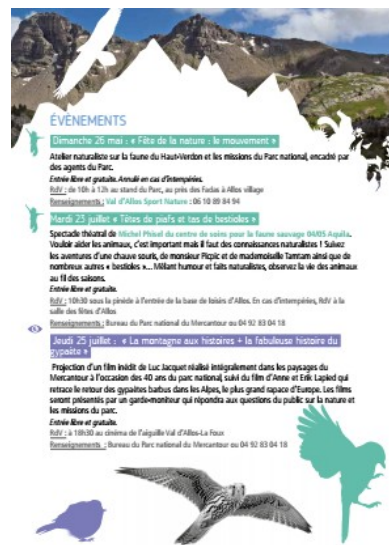 ÉVÈNEMENTS
Dimanche 26 mai : « Fête de la nature : le mouvement »
Atelier naturaliste sur la faune du Haut-Verdon et les missions du Parc national, encadré par
des agents du Parc.
Entrée libre et gratuite. Annulé en cas d'intempéries.
RdV : de 10h à 12h au stand du Parc, au près des Fadas à Allos village
Renseignements : Val d'Allos Sport Nature : 06 10 89 84 94
Mardi 23 juillet « Têtes de piafs et tas de bestioles »
Spectacle théatral de Michel Phisel du centre de soins pour la faune sauvage 04/05 Aquila.
Vouloir aider les animaux, c'est important mais il faut des connaissances naturalistes ! Suivez
les aventures d'une chauve souris, de monsieur Picpic et de mademoiselle Tamtam ainsi que de
nombreux autres « bestioles »... Mêlant humour et faits naturalistes, observez la vie des animaux
au fil des saisons.
Entrée libre et gratuite.
RdV : 10h30 sous la pinède à l'entrée de la base de loisirs d'Allos. En cas d'intempéries, RdV à la
salle des fêtes d'Allos
Renseignements : Bureau du Parc national du Mercantour au 04 92 83 04 18
Jeudi 25 juillet : « La montagne aux histoires + la fabuleuse histoire du
gypaète »
Projection d'un film inédit de Luc Jacquet réalisé intégralement dans les paysages du
Mercantour à l'occasion des 40 ans du parc national, suivi du film d'Anne et Erik Lapied qui
retrace le retour des gypaètes barbus dans les Alpes, le plus grand rapace d'Europe. Les films
seront présentés par un garde-moniteur qui répondra aux questions du public sur la nature et
les missions du parc.
Entrée libre et gratuite.
RdV : à 18h30 au cinéma de l'aiguille Val d'Allos-La Foux
Renseignements : Bureau du Parc national du Mercantour au 04 92 83 04 18